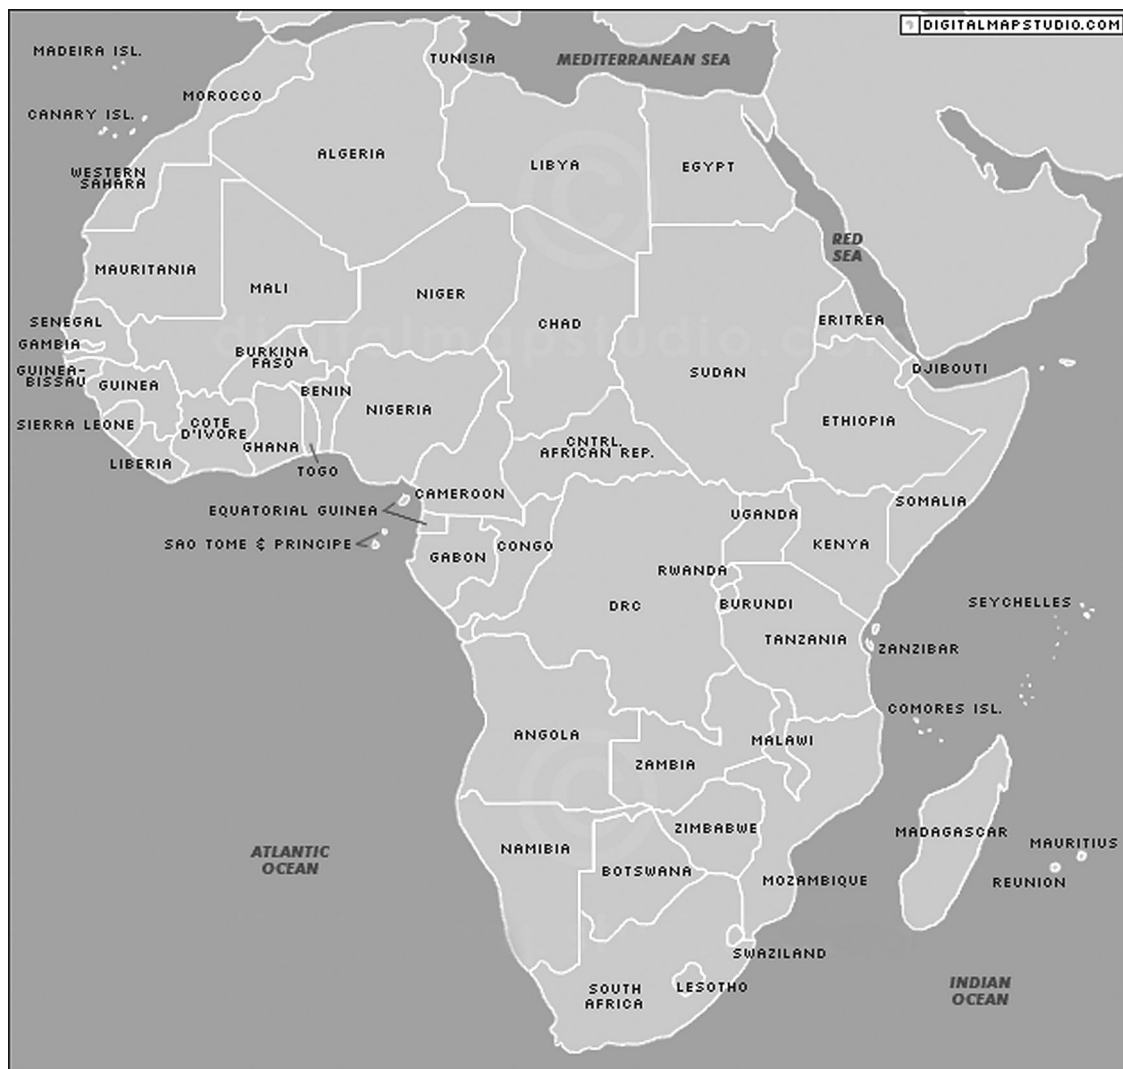 DIGITALMAPSTUDIO.COM
MADEIRA ISL.
TUNISIA
MEDITERRANEAN SEA
MOROCCO
CANARY ISL.
ALGERIA
LIBYA
EGYPT
WESTERN
SAHARA
RED
SEA
MAURITANIA
MALI
NIGER
CHAD
SENEGAL
ERITREA
GAMBIA
BURKINA
FASO
SUDAN
DJIBOUTI
GUINEA-
BISSAU
GUINEA
BENIN
NIGERIA
ETHIOPIA
SIERRA LEONE
COTE
D'IVORE
GHANA
CNTRL.
AFRICAN REP.
LIBERIA
TOGO
CAMEROON
SOMALIA
EQUATORIAL GUINEA
UGANDA
SAO TOME & PRINCIPE
GABON
CONGO
KENYA
RWANDA
DRC
BURUNDI
SEYCHELLES
TANZANIA
ZANZIBAR
COMORES ISL.
ANGOLA
MALAWI
ZAMBIA
ZIMBABWE
MADAGASCAR
MAURITIUS
NAMIBIA
ATLANTIC
OCEAN
BOTSWANA
MOZAMBIQUE
REUNION
SWAZILAND
SOUTH
AFRICA
LESOTHO
INDIAN
OCEAN
©
digitalmapstudio.com
©